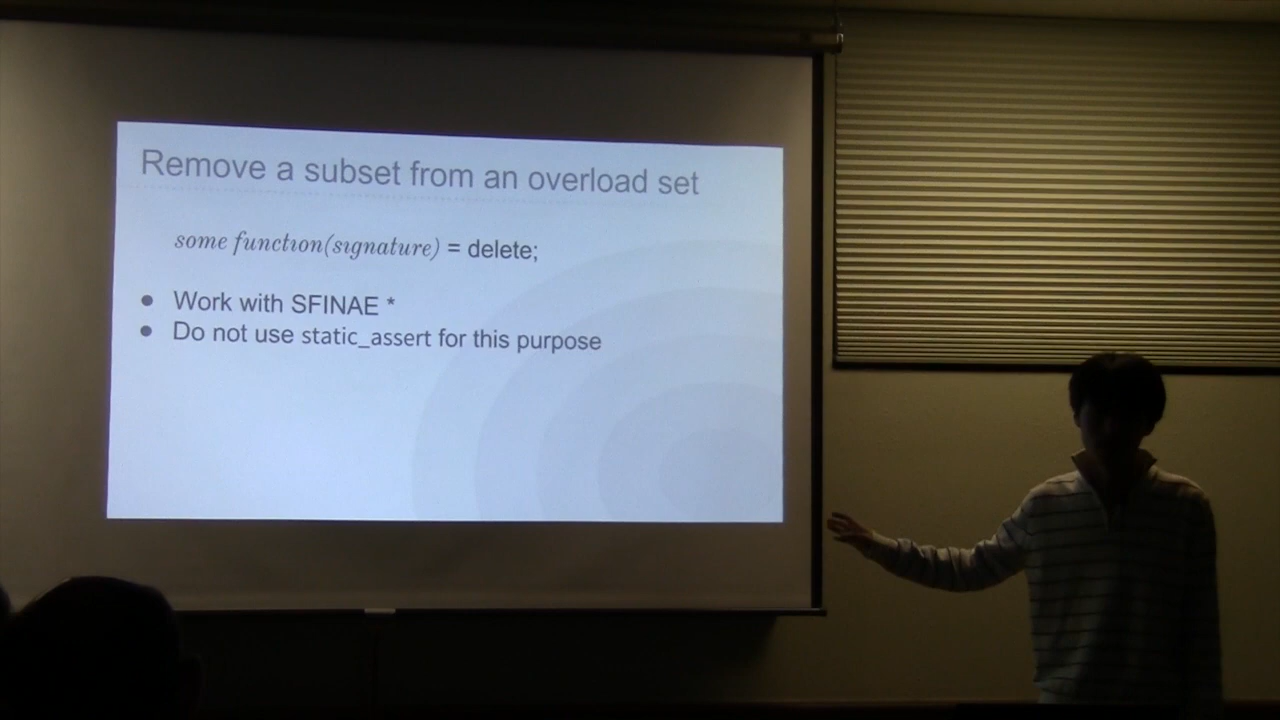 Remove a subset from an overload set
some function(signature) = delete;
● Work with SFINAE *
● Do not use static_assert for this purpose